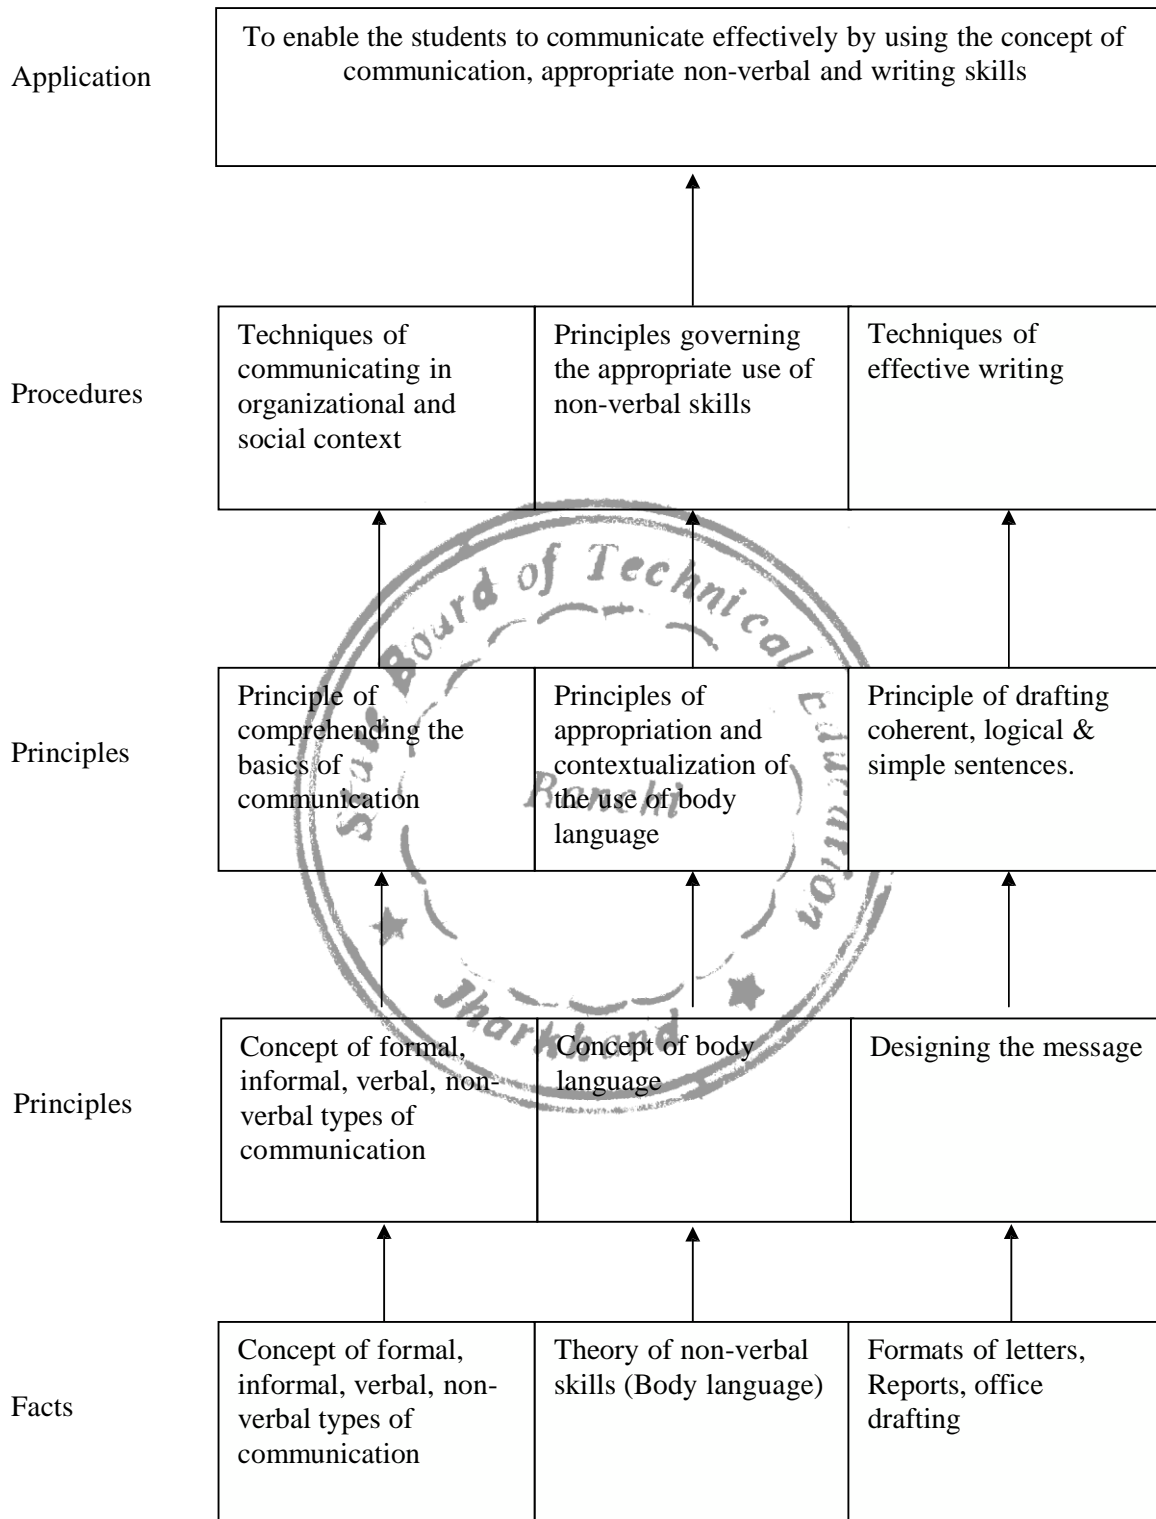 To enable the students to communicate effectively by using the concept of
communication, appropriate non-verbal and writing skills
Application
Techniques of
communicating in
organizational and
social context
Principles governing
the appropriate use of
non-verbal skills
Techniques of
effective writing
Procedures
State Board of Technical Education
Ranchi
Jharkhand
Principle of
comprehending the
basics of
communication
Principles of
appropriation and
contextualization of
the use of body
language
Principle of drafting
coherent, logical &
simple sentences.
Principles
Concept of formal,
informal, verbal, non-
verbal types of
communication
Concept of body
language
Designing the message
Principles
Concept of formal,
informal, verbal, non-
verbal types of
communication
Theory of non-verbal
skills (Body language)
Formats of letters,
Reports, office
drafting
Facts